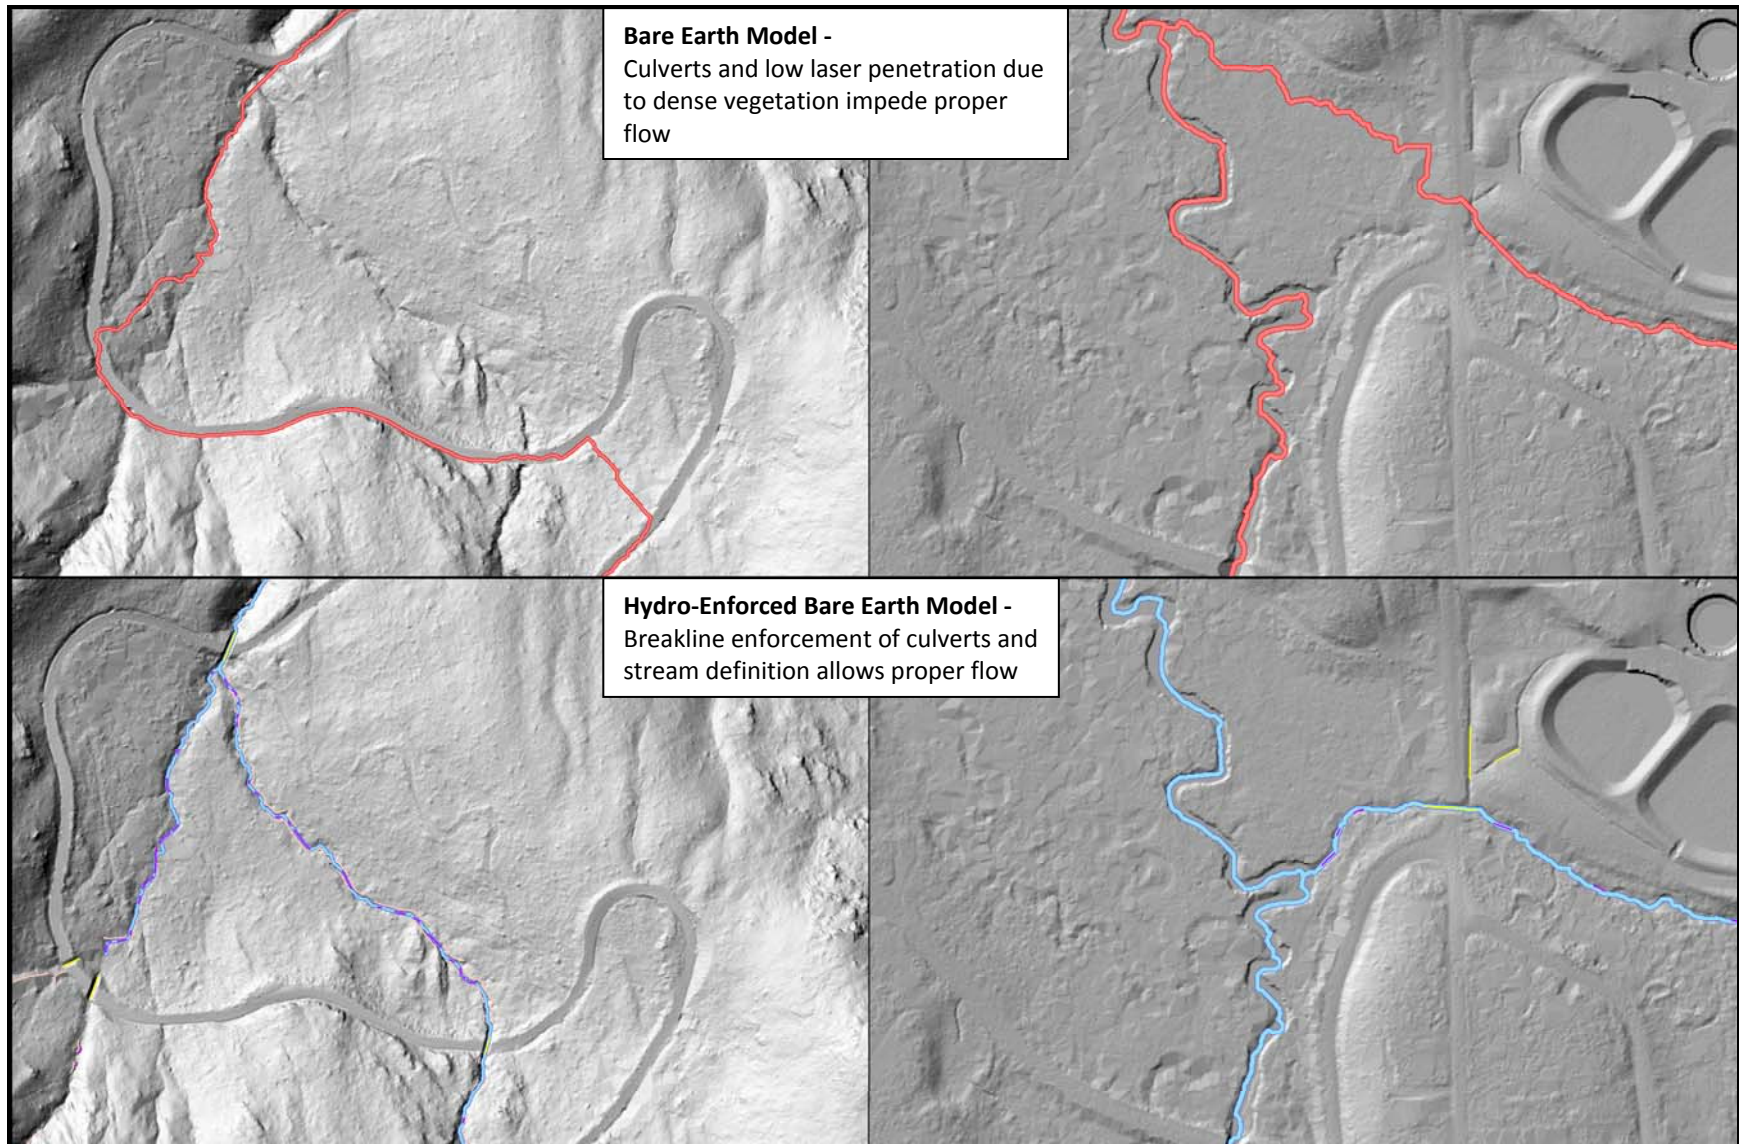 Bare Earth Model -
Culverts and low laser penetration due
to dense vegetation impede proper
flow
Hydro-Enforced Bare Earth Model -
Breakline enforcement of culverts and
stream definition allows proper flow